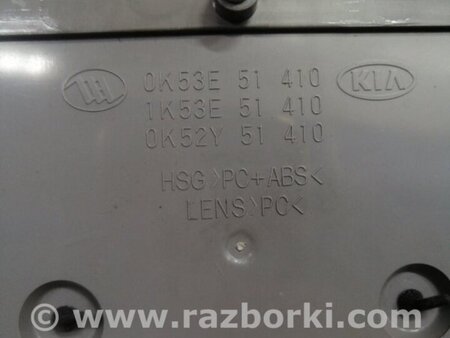 0K53E 51 410
1K53E 51 410
0K52Y 51 410
KIA
HSG>PC+ABS<
LENS>PC<
© www.razborki.com